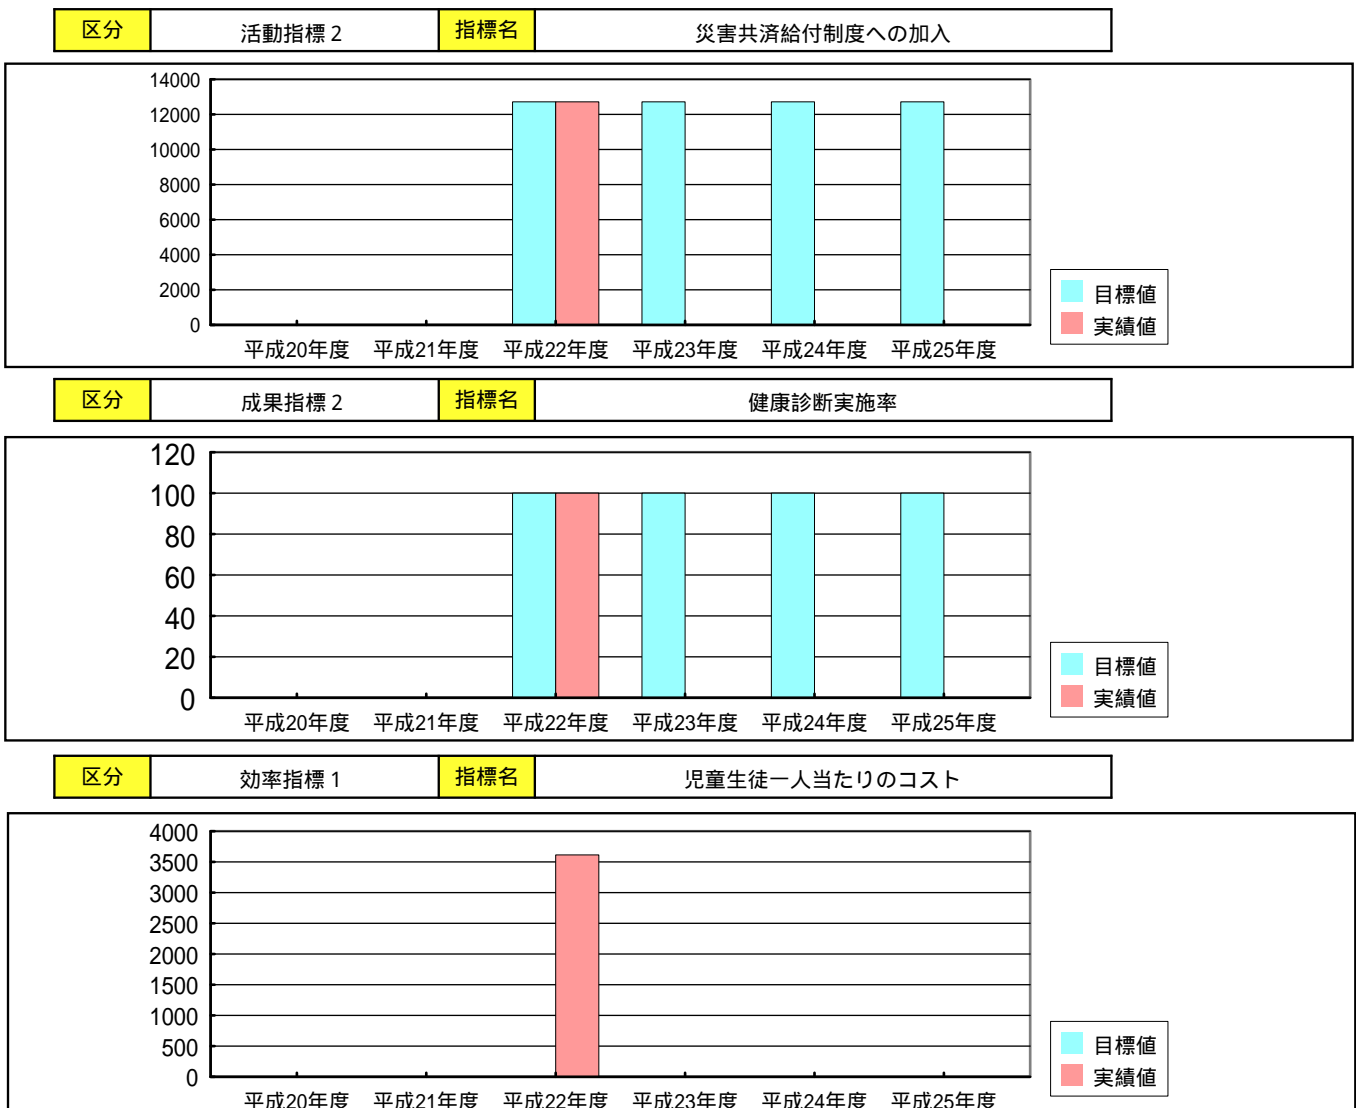 区分 活動指標２ 指標名 災害共済給付制度への加入
14000
12000
10000
8000
6000
4000
2000
0
平成20年度 平成21年度 平成22年度 平成23年度 平成24年度 平成25年度
目標値
実績値
区分 成果指標２ 指標名 健康診断実施率
120
100
80
60
40
20
0
平成20年度 平成21年度 平成22年度 平成23年度 平成24年度 平成25年度
目標値
実績値
区分 効率指標１ 指標名 児童生徒一人当たりのコスト
4000
3500
3000
2500
2000
1500
1000
500
0
平成20年度 平成21年度 平成22年度 平成23年度 平成24年度 平成25年度
目標値
実績値